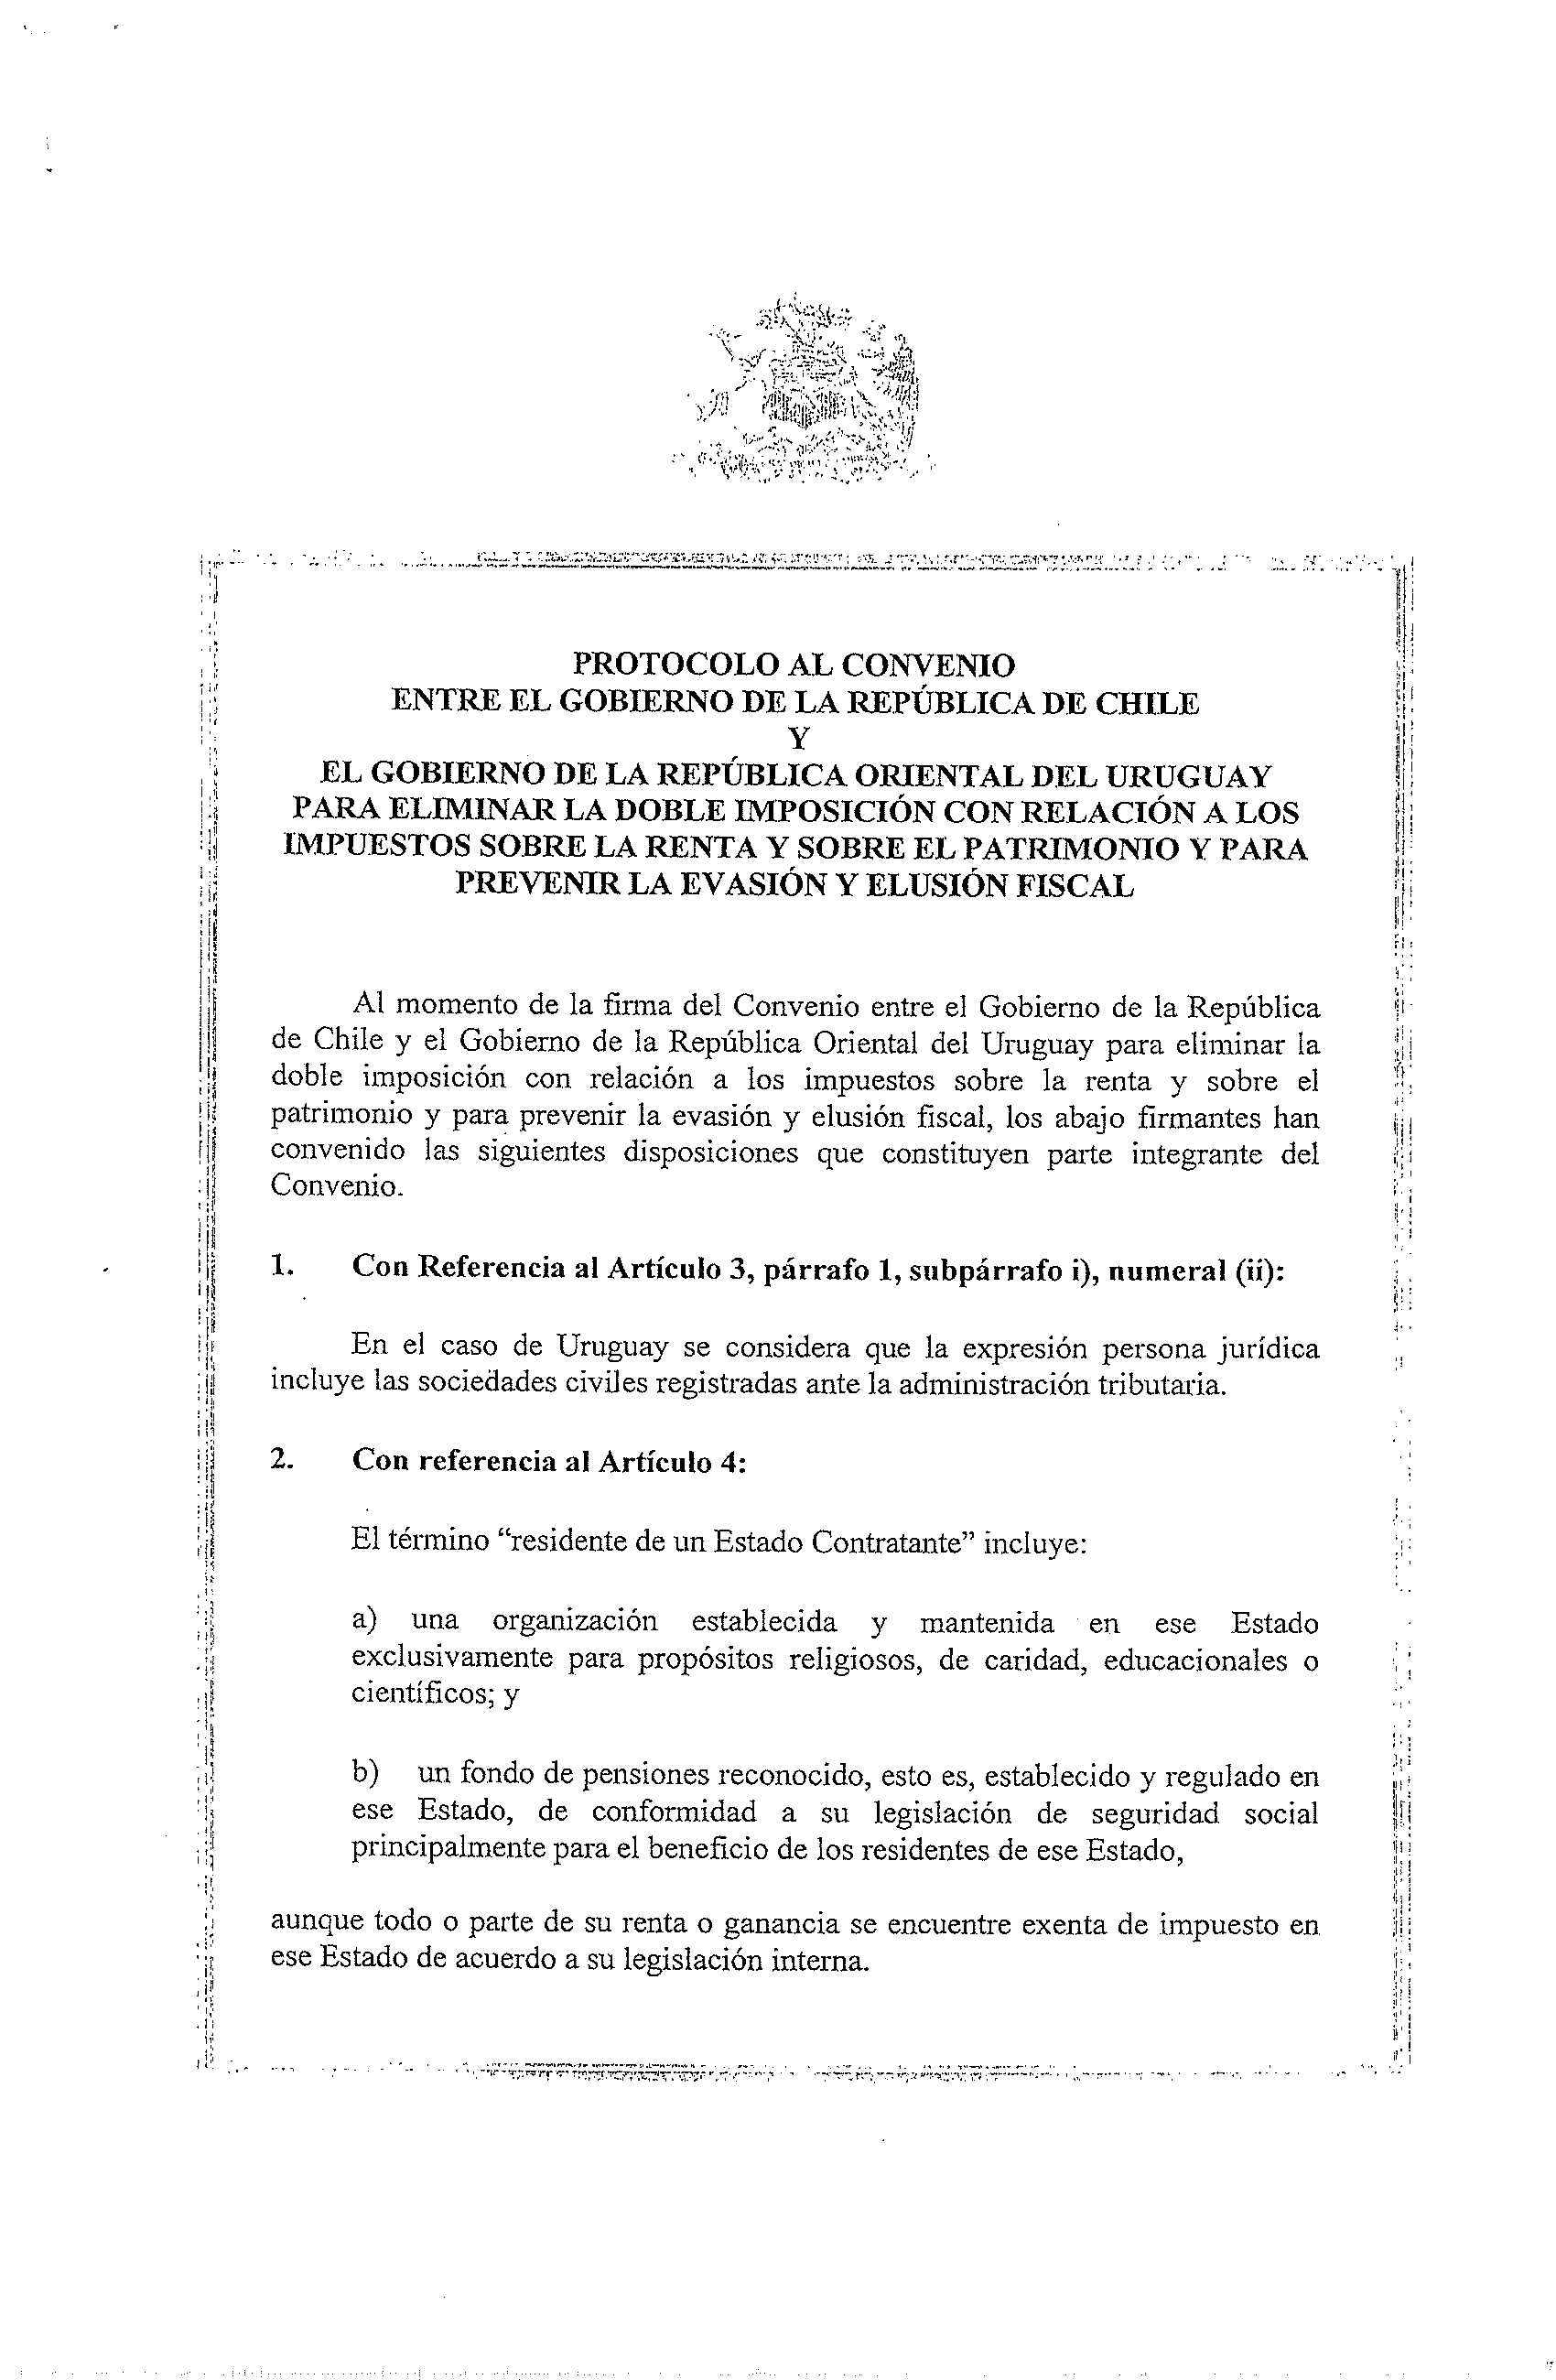 PROTOCOLO AL CONVENIO
ENTRE EL GOBIERNO DE LA REPÚBLICA DE CHILE
Y
EL GOBIERNO DE LA REPÚBLICA ORIENTAL DEL URUGUAY
PARA ELIMINAR LA DOBLE IMPOSICIÓN CON RELACIÓN A LOS
IMPUESTOS SOBRE LA RENTA Y SOBRE EL PATRIMONIO Y PARA
PREVENIR LA EVASIÓN Y ELUSIÓN FISCAL
Al momento de la firma del Convenio entre el Gobierno de la República
de Chile y el Gobierno de la República Oriental del Uruguay para eliminar la
doble imposición con relación a los impuestos sobre la renta y sobre el
patrimonio y para prevenir la evasión y elusión fiscal, los abajo firmantes han
convenido las siguientes disposiciones que constituyen parte integrante del
Convenio.
1. Con Referencia al Artículo 3, párrafo 1, subpárrafo i), numeral (ii):
En el caso de Uruguay se considera que la expresión persona jurídica
incluye las sociedades civiles registradas ante la administración tributaria.
2. Con referencia al Artículo 4:
El término “residente de un Estado Contratante” incluye:
a) una organización establecida y mantenida en ese Estado
exclusivamente para propósitos religiosos, de caridad, educacionales o
científicos; y
b) un fondo de pensiones reconocido, esto es, establecido y regulado en
ese Estado, de conformidad a su legislación de seguridad social
principalmente para el beneficio de los residentes de ese Estado,
aunque todo o parte de su renta o ganancia se encuentre exenta de impuesto en
ese Estado de acuerdo a su legislación interna.